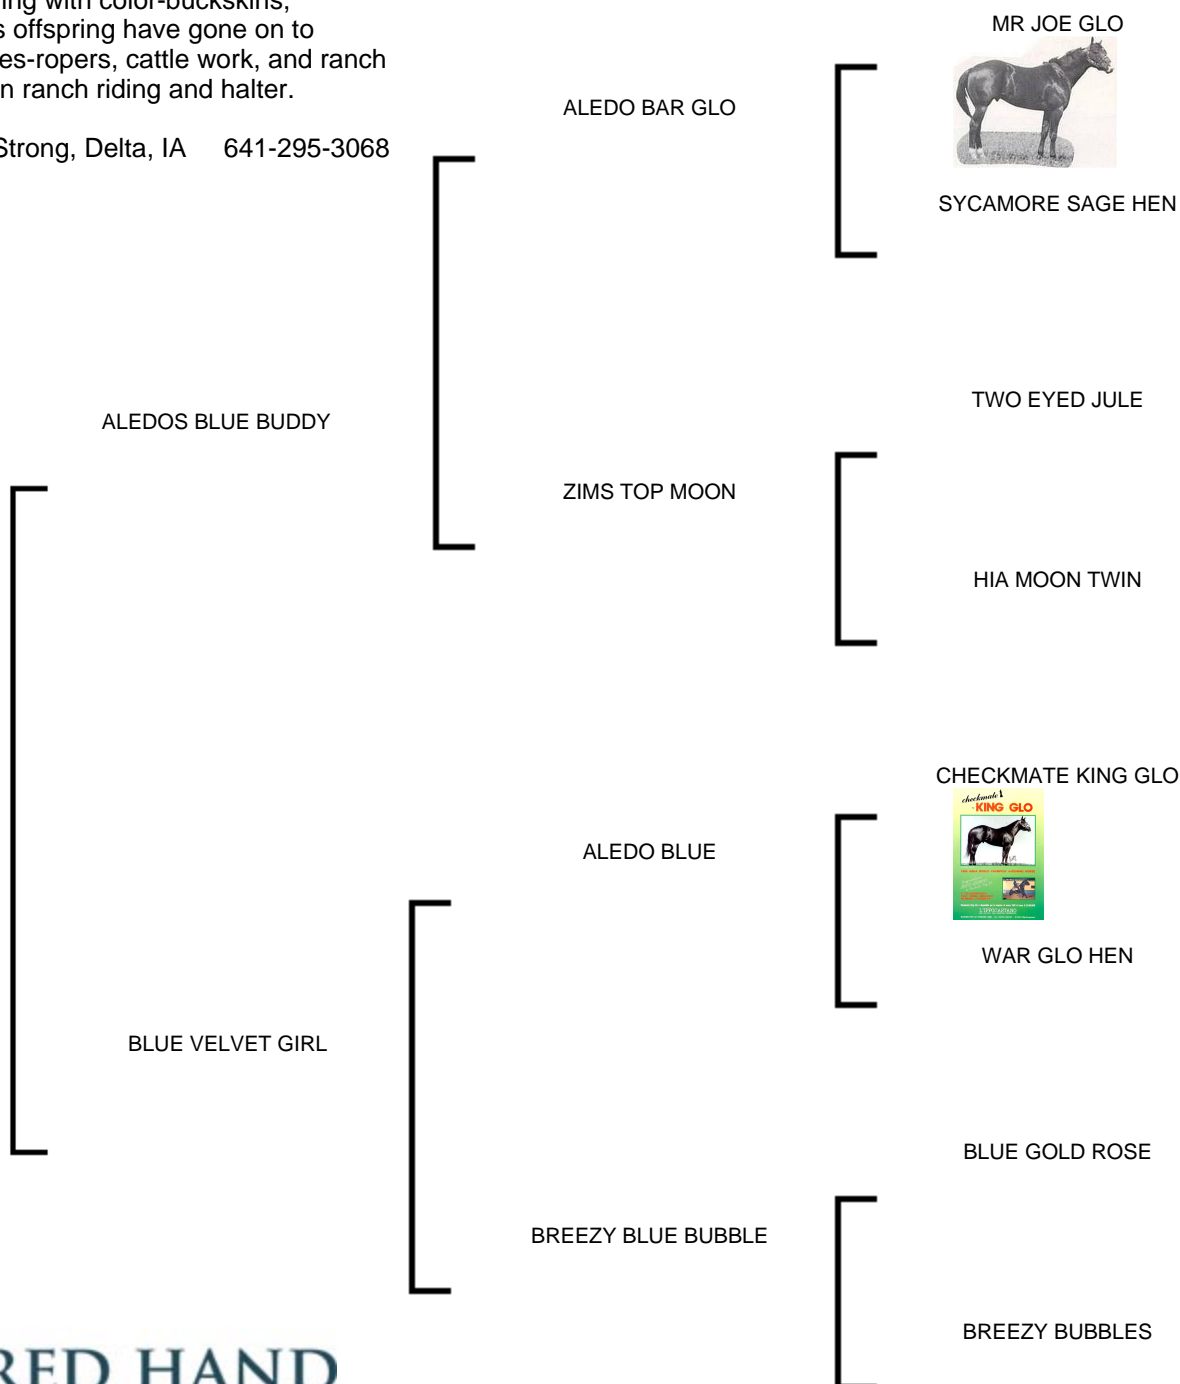 ing with color-buckskins,
s offspring have gone on to
es-ropers, cattle work, and ranch
n ranch riding and halter.
Strong, Delta, IA 641-295-3068
MR JOE GLO
ALEDO BAR GLO
SYCAMORE SAGE HEN
TWO EYED JULE
ALEDOS BLUE BUDDY
ZIMS TOP MOON
HIA MOON TWIN
CHECKMATE KING GLO
checkmate
KING GLO
ALEDO BLUE
WAR GLO HEN
BLUE VELVET GIRL
BLUE GOLD ROSE
BREEZY BLUE BUBBLE
BREEZY BUBBLES
RED HAND